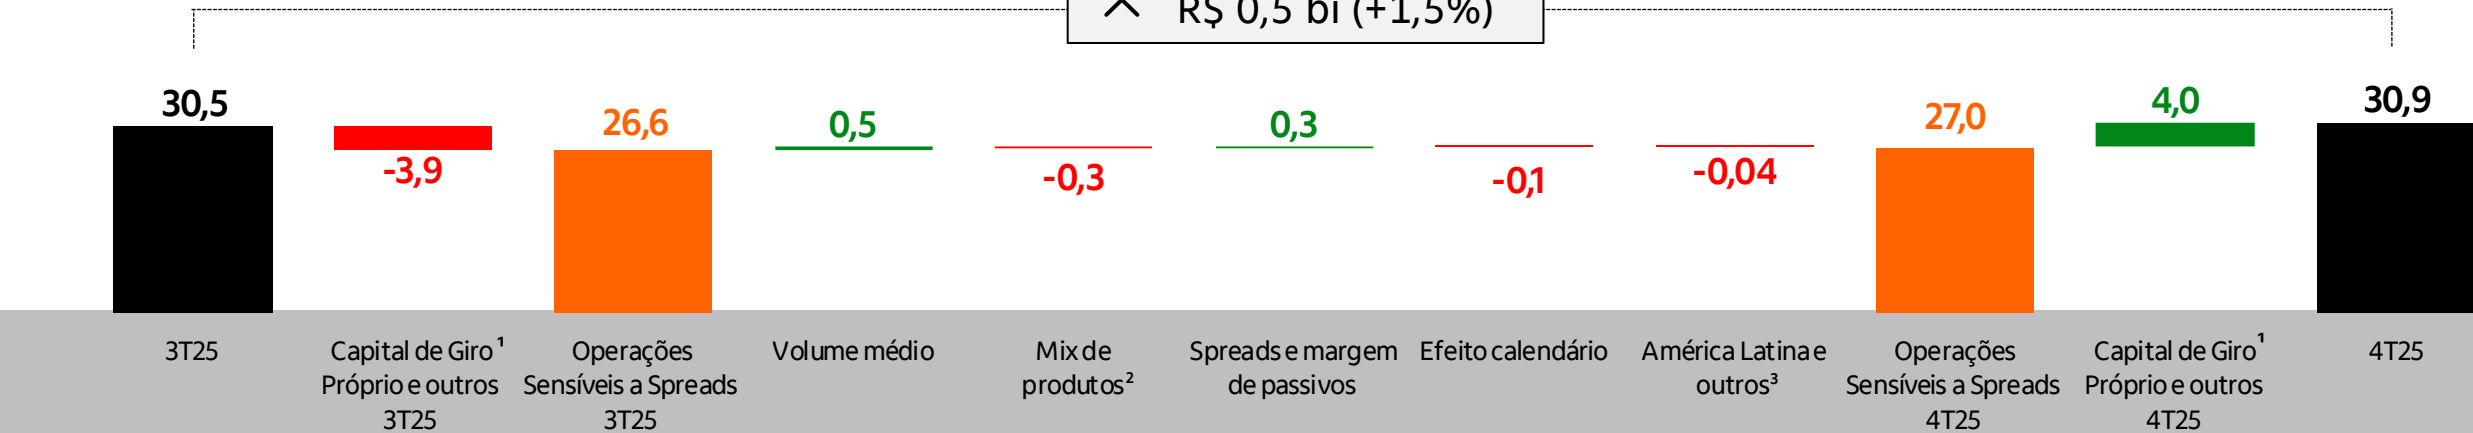 R$ 0,5 bi (+1,5%)
30,5
-3,9
26,6
0,5
-0,3
0,3
-0,1
-0,04
27,0
4,0
30,9
3T25
Capital de Giro¹
Próprio e outros
3T25
Operações
Sensíveis a Spreads
3T25
Volume médio
Mix de
produtos²
Spreads e margem
de passivos
Efeito calendário
América Latina e
outros³
Operações
Sensíveis a Spreads
4T25
Capital de Giro¹
Próprio e outros
4T25
4T25